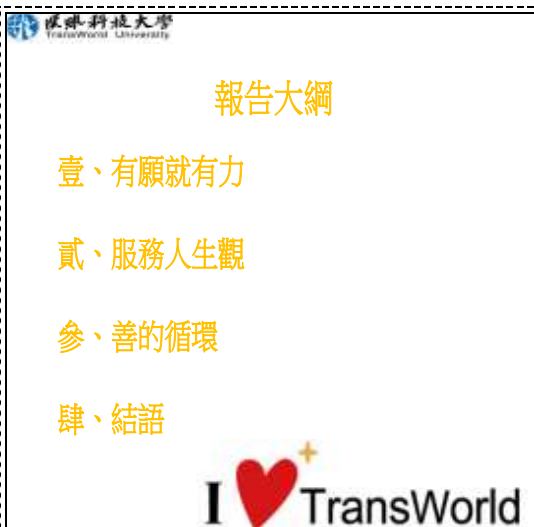 環球科技大學
TransWorld University
報告大綱
壹、有願就有力
貳、服務人生觀
參、善的循環
肆、結語
I TransWorld